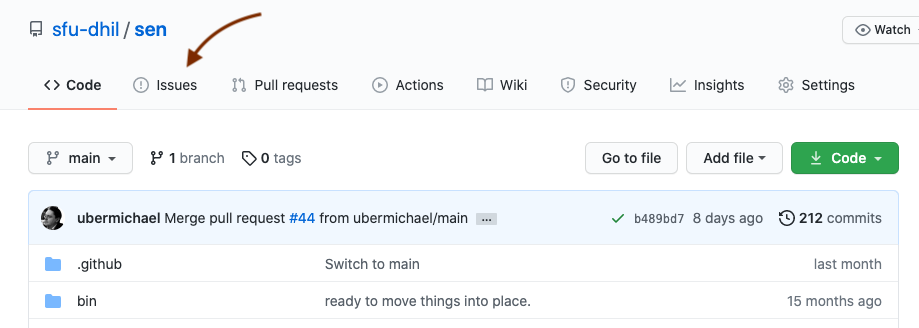 sfu-dhil / sen
Watch
Code Issues Pull requests Actions Wiki Security Insights Settings
main 1 branch 0 tags Go to file Add file Code
ubermichael Merge pull request #44 from ubermichael/main ... b489bd7 8 days ago 212 commits
.github Switch to main last month
bin ready to move things into place. 15 months ago